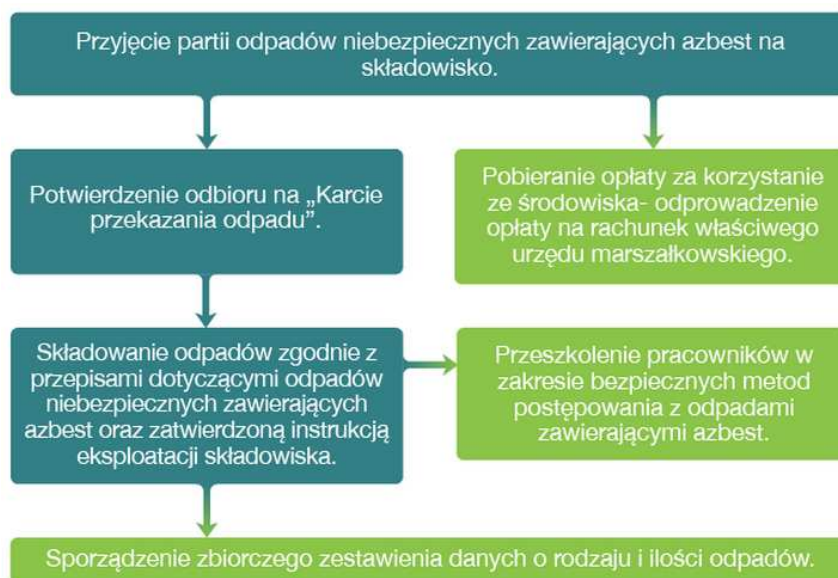 Przyjęcie partii odpadów niebezpiecznych zawierających azbest na
składowisko.
Potwierdzenie odbioru na „Karcie
przekazania odpadu”.
Pobieranie opłaty za korzystanie
ze środowiska- odprowadzenie
opłaty na rachunek właściwego
urzędu marszałkowskiego.
Składowanie odpadów zgodnie z
przepisami dotyczącymi odpadów
niebezpiecznych zawierających
azbest oraz zatwierdzoną instrukcją
eksploatacji składowiska.
Przeszkolenie pracowników w
zakresie bezpiecznych metod
postępowania z odpadami
zawierającymi azbest.
Sporządzenie zbiorczego zestawienia danych o rodzaju i ilości odpadów.